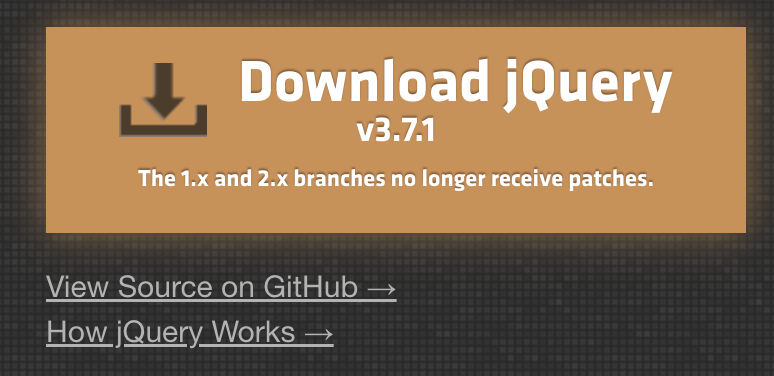 Download jQuery
v3.7.1
The 1.x and 2.x branches no longer receive patches.
View Source on GitHub →
How jQuery Works →